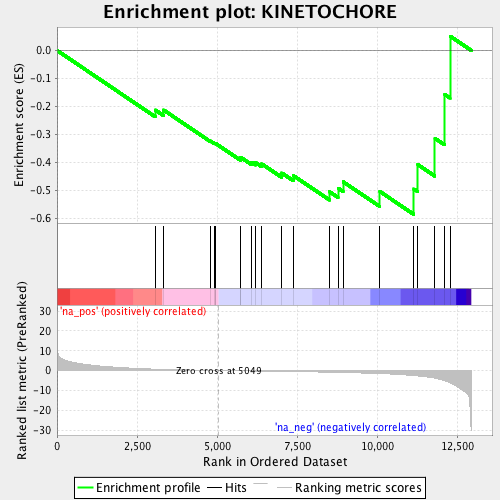 Enrichment plot: KINETOCHORE
Enrichment score (ES)
0.0
-0.1
-0.2
-0.3
-0.4
-0.5
-0.6
'na_pos' (positively correlated)
Ranked list metric (PreRanked)
30
20
10
0
-10
-20
-30
Zero cross at 5049
'na_neg' (negatively correlated)
0 2,500 5,000 7,500 10,000 12,500
Rank in Ordered Dataset
Enrichment profile Hits Ranking metric scores